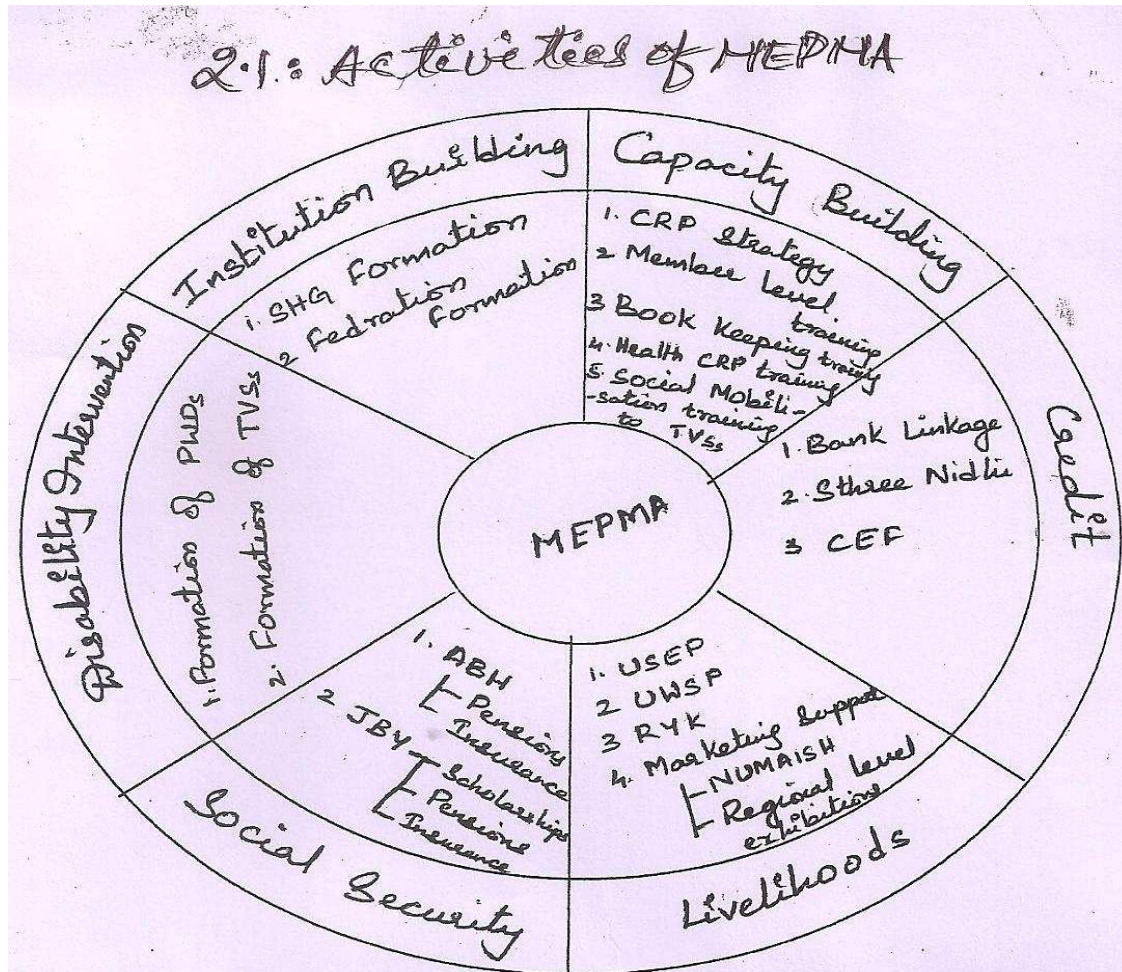 2.1: Activeties of MEPMA
Institution Building
1. SHG Formation
2 Fedration
Formation
Capacity Building
1. CRP Strategy
2 Member Level
training
3 Book Keeping traing
4. Health CRP training
5. Social Mobili-
-sation training
to TVSs
Credit
1. Bank Linkage
2. Sthree Nidhi
3 CEF
Livelihoods
1. USEP
2 UWSP
3 RYK
4. Marketing Support
NUMAISH
Regional Level
exhibitions
Social Security
1. ABH
Pensions
Insurance
2 JBY
Scholarships
Pensions
Insurance
Disability Intervention
1. Formation of PWDs
2. Formation of TVSs
MEPMA